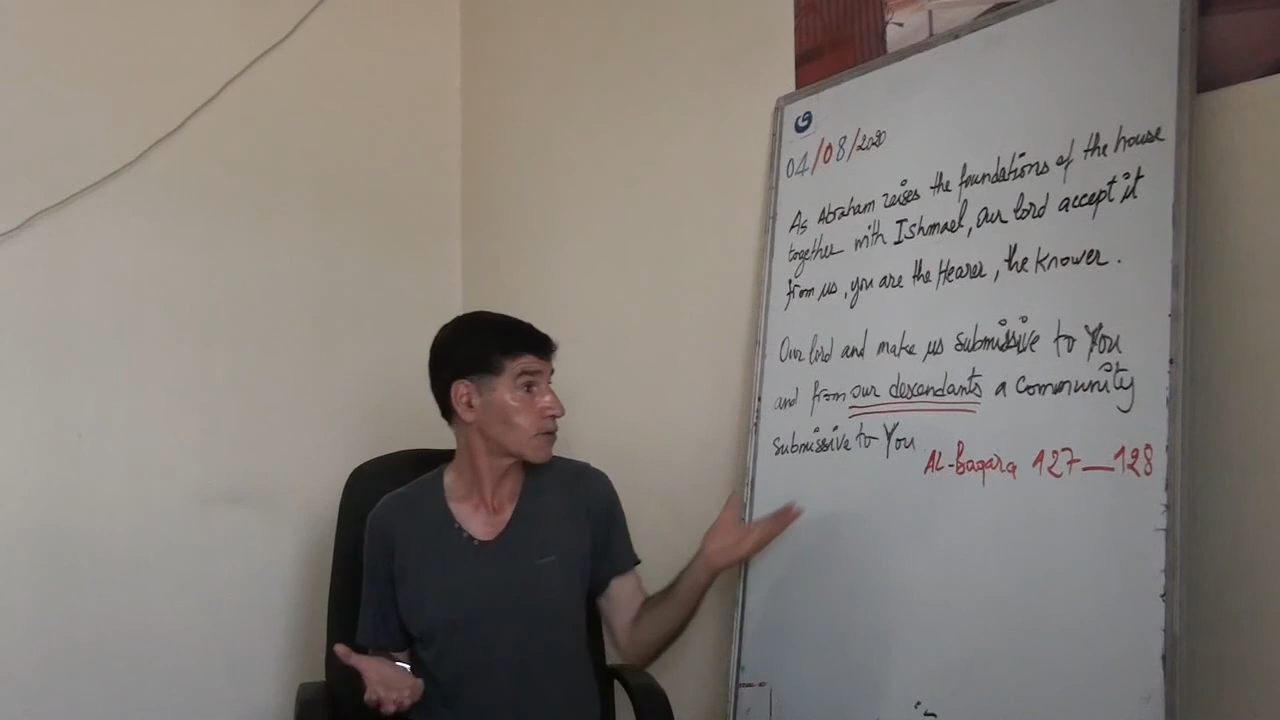 04/08/2020
As Abraham raises the foundations of the house
together with Ishmael, our lord accept it
from us, you are the Hearer, the Knower.
Our lord and make us submissive to You
and from our descendants a community
submissive to You
AL-Baqara 127_128